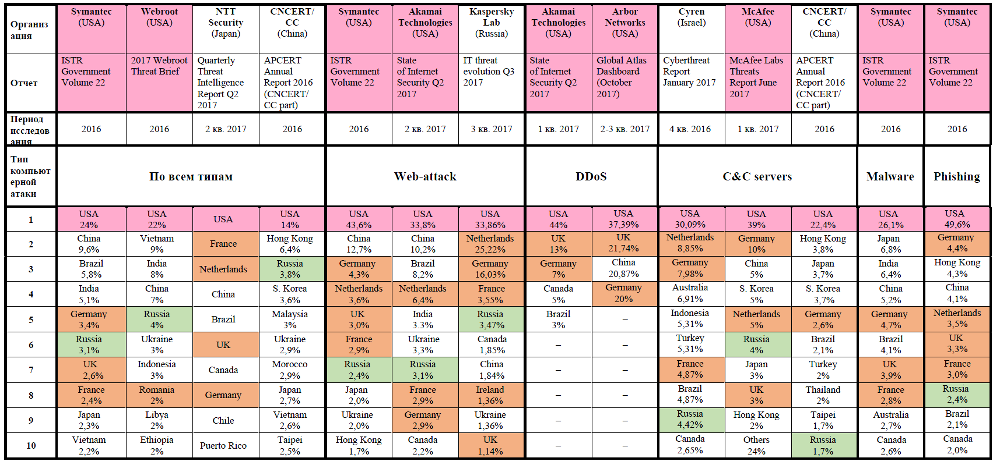 Организ
ация
Symantec
(USA)
Webroot
(USA)
NTT
Security
(Japan)
CNCERT/
CC
(China)
Symantec
(USA)
Akamai
Technologies
(USA)
Kaspersky
Lab
(Russia)
Akamai
Technologies
(USA)
Arbor
Networks
(USA)
Cyren
(Israel)
McAfee
(USA)
CNCERT/
CC
(China)
Symantec
(USA)
Symantec
(USA)
Отчет
ISTR
Government
Volume 22
2017 Webroot
Threat Brief
Quarterly
Threat
Intelligence
Report Q2
2017
APCERT
Annual
Report 2016
(CNCERT/
CC part)
ISTR
Government
Volume 22
State
of Internet
Security Q2
2017
IT threat
evolution Q3
2017
State
of Internet
Security Q2
2017
Global Atlas
Dashboard
(October
2017)
Cyberthreat
Report
January 2017
McAfee Labs
Threats
Report June
2017
APCERT
Annual
Report 2016
(CNCERT/
CC part)
ISTR
Government
Volume 22
ISTR
Government
Volume 22
Период
исследов
ания
2016
2016
2 кв. 2017
2016
2016
2 кв. 2017
3 кв. 2017
1 кв. 2017
2-3 кв. 2017
4 кв. 2016
1 кв. 2017
2016
2016
2016
Тип
компьют
ерной
атаки
По всем типам
Web-attack
DDoS
C&C servers
Malware
Phishing
1
USA
24%
USA
22%
USA
USA
14%
USA
43,6%
USA
33,8%
USA
33,86%
USA
44%
USA
37,39%
USA
30,09%
USA
39%
USA
22,4%
USA
26,1%
USA
49,6%
2
China
9,6%
Vietnam
9%
France
Hong Kong
6,4%
China
12,7%
China
10,2%
Netherlands
25,22%
UK
13%
UK
21,74%
Netherlands
8,85%
Germany
10%
Hong Kong
3,8%
Japan
6,8%
Germany
4,4%
3
Brazil
5,8%
India
8%
Netherlands
Russia
3,8%
Germany
4,3%
Brazil
8,2%
Germany
16,03%
Germany
7%
China
20,87%
Germany
7,98%
China
5%
Japan
3,7%
India
6,4%
Hong Kong
4,3%
4
India
5,1%
China
7%
China
S. Korea
3,6%
Netherlands
3,6%
Netherlands
6,4%
France
3,55%
Canada
5%
Germany
20%
Australia
6,91%
S. Korea
5%
S. Korea
3,7%
China
5,2%
China
4,1%
5
Germany
3,4%
Russia
4%
Brazil
Malaysia
3%
UK
3,0%
India
3.3%
Russia
3,47%
Brazil
3%
–
Indonesia
5,31%
Netherlands
5%
Germany
2,6%
Germany
4,7%
Netherlands
3,5%
6
Russia
3,1%
Ukraine
3%
UK
Ukraine
2,9%
France
2,9%
Ukraine
3,3%
Canada
1,85%
–
–
Turkey
5,31%
Russia
4%
Brazil
2,1%
Brazil
4,1%
UK
3,3%
7
UK
2,6%
Indonesia
3%
Canada
Morocco
2,9%
Russia
2,4%
Russia
3,1%
China
1,84%
–
–
France
4,87%
Japan
3%
Turkey
2%
UK
3,9%
France
3,0%
8
France
2,4%
Romania
2%
Germany
Japan
2,7%
Japan
2,0%
France
2,9%
Ireland
1,36%
–
–
Brazil
4,87%
UK
3%
Thailand
2%
France
2,8%
Russia
2,4%
9
Japan
2,3%
Libya
2%
Chile
Vietnam
2,6%
Ukraine
2,0%
Germany
2,9%
Ukraine
1,36%
–
–
Russia
4,42%
Hong Kong
2%
Taipei
1,7%
Australia
2,7%
Brazil
2,1%
10
Vietnam
2,2%
Ethiopia
2%
Puerto Rico
Taipei
2,5%
Hong Kong
1,7%
Canada
2,2%
UK
1,14%
–
–
Canada
2,65%
Others
24%
Russia
1,7%
Canada
2,6%
Canada
2,0%